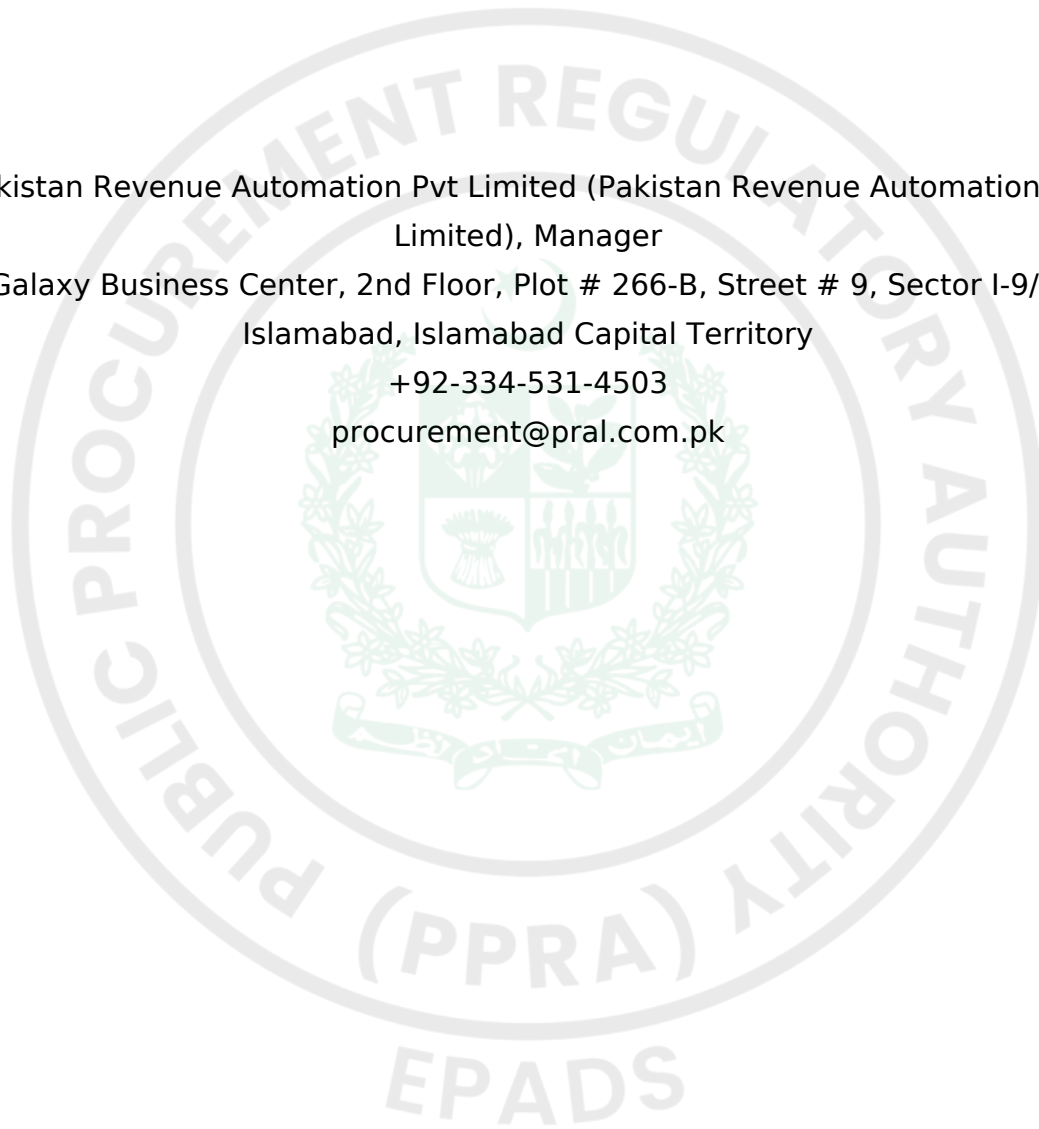 kistan Revenue Automation Pvt Limited (Pakistan Revenue Automation
Limited), Manager
Galaxy Business Center, 2nd Floor, Plot # 266-B, Street # 9, Sector I-9/
Islamabad, Islamabad Capital Territory
+92-334-531-4503
procurement@pral.com.pk
PUBLIC PROCUREMENT REGULATORY AUTHORITY
(PPRA)
EPADS